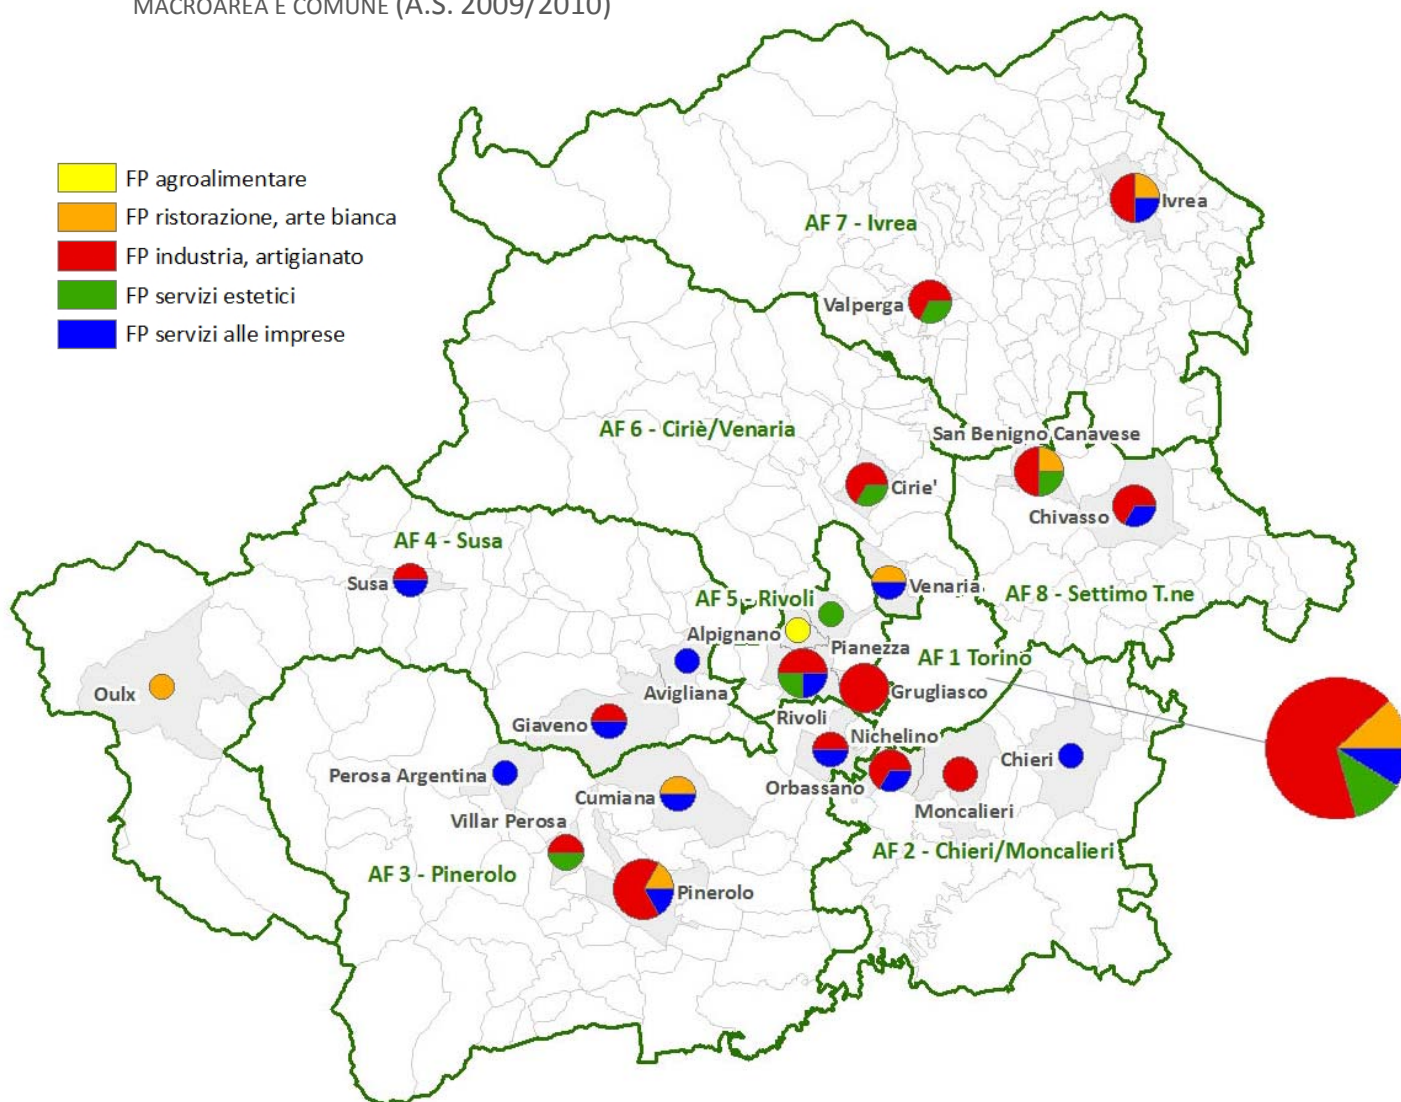 MACROAREA E COMUNE (A.S. 2009/2010)
FP agroalimentare
FP ristorazione, arte bianca
FP industria, artigianato
FP servizi estetici
FP servizi alle imprese
Ivrea
AF 7 - Ivrea
Valperga
AF 6 - Ciriè/Venaria
San Benigno Canavese
Cirie'
Chivasso
AF 4 - Susa
Susa
Venaria
AF 5 - Rivoli
AF 8 - Settimo T.ne
Alpignano
Pianezza
AF 1 Torino
Oulx
Avigliana
Grugliasco
Rivoli
Giaveno
Nichelino
Chieri
Perosa Argentina
Orbassano
Cumiana
Moncalieri
Villar Perosa
AF 2 - Chieri/Moncalieri
AF 3 - Pinerolo
Pinerolo